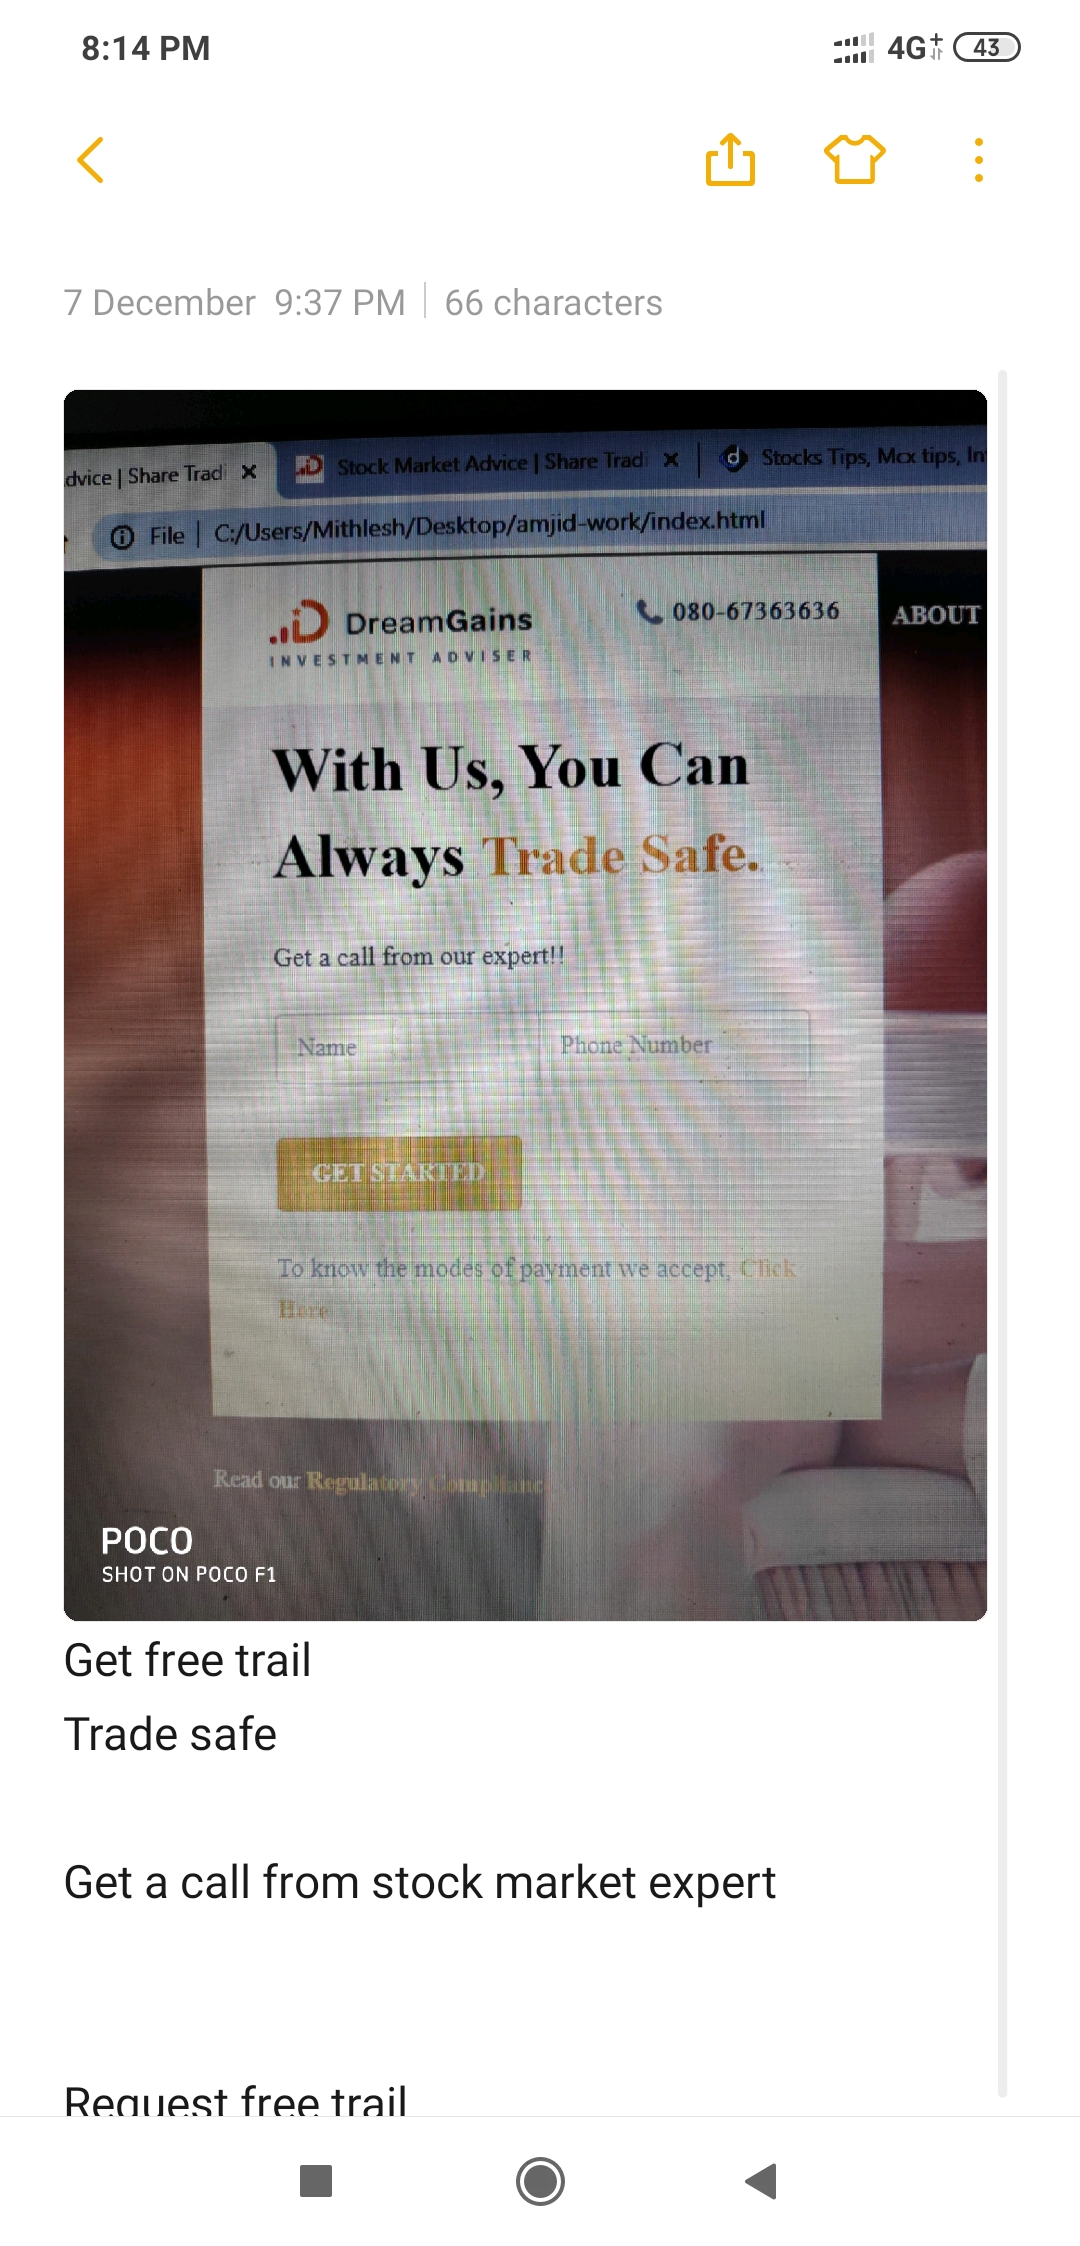 8:14 PM
4G+ 43
7 December 9:37 PM | 66 characters
dvice | Share Tradi × Stock Market Advice | Share Tradi × Stocks Tips, Mcx tips, In
File | C:/Users/Mithlesh/Desktop/amjid-work/index.html
DreamGains 080-67363636 ABOUT
INVESTMENT ADVISER
With Us, You Can
Always Trade Safe.
Get a call from our expert!!
Name Phone Number
GET STARTED
To know the modes of payment we accept, Click
Here
Read our Regulatory Complianc
POCO
SHOT ON POCO F1
Get free trail
Trade safe
Get a call from stock market expert
Request free trail